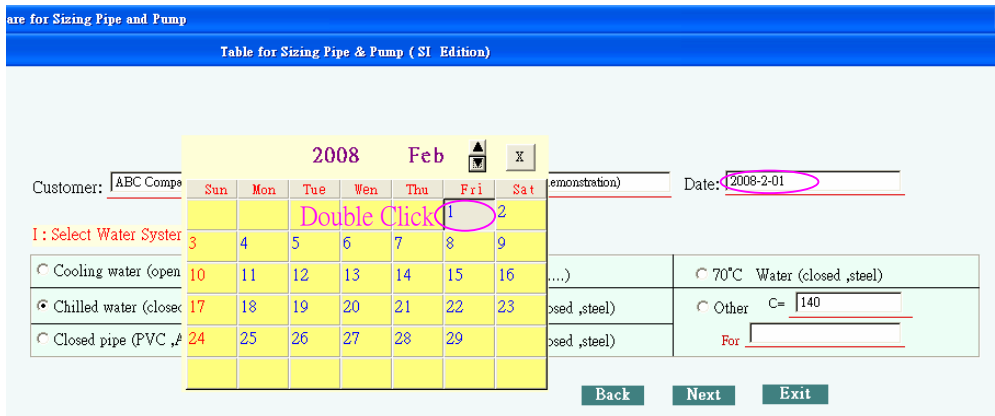 are for Sizing Pipe and Pump
Table for Sizing Pipe & Pump ( SI Edition)
2008 Feb X
Customer: ABC Compa .emonstration) Date: 2008-2-01
Sun Mon Tue Wen Thu Fri Sat
Double Click 1 2
I : Select Water System
3 4 5 6 7 8 9
Cooling water (open 10 11 12 13 14 15 16 ....) 70°C Water (closed ,steel)
Chilled water (closed 17 18 19 20 21 22 23 osed ,steel) Other C= 140
Closed pipe (PVC ,A 24 25 26 27 28 29 osed ,steel) For
Back Next Exit